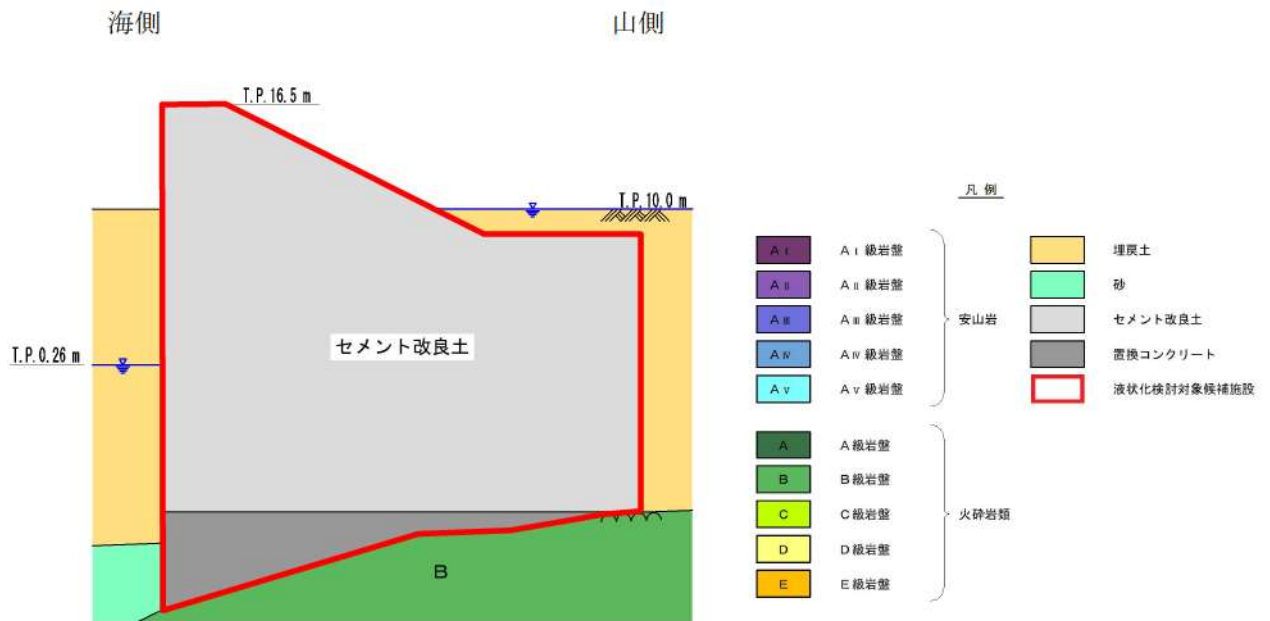 海側
山側
T.P.16.5 m
T.P.10.0 m
T.P.0.26 m
セメント改良土
B
凡 例
AⅠ AⅠ級岩盤
AⅡ AⅡ級岩盤
AⅢ AⅢ級岩盤
AⅣ AⅣ級岩盤
AⅤ AⅤ級岩盤
安山岩
A A級岩盤
B B級岩盤
C C級岩盤
D D級岩盤
E E級岩盤
火砕岩類
埋戻土
砂
セメント改良土
置換コンクリート
液状化検討対象候補施設